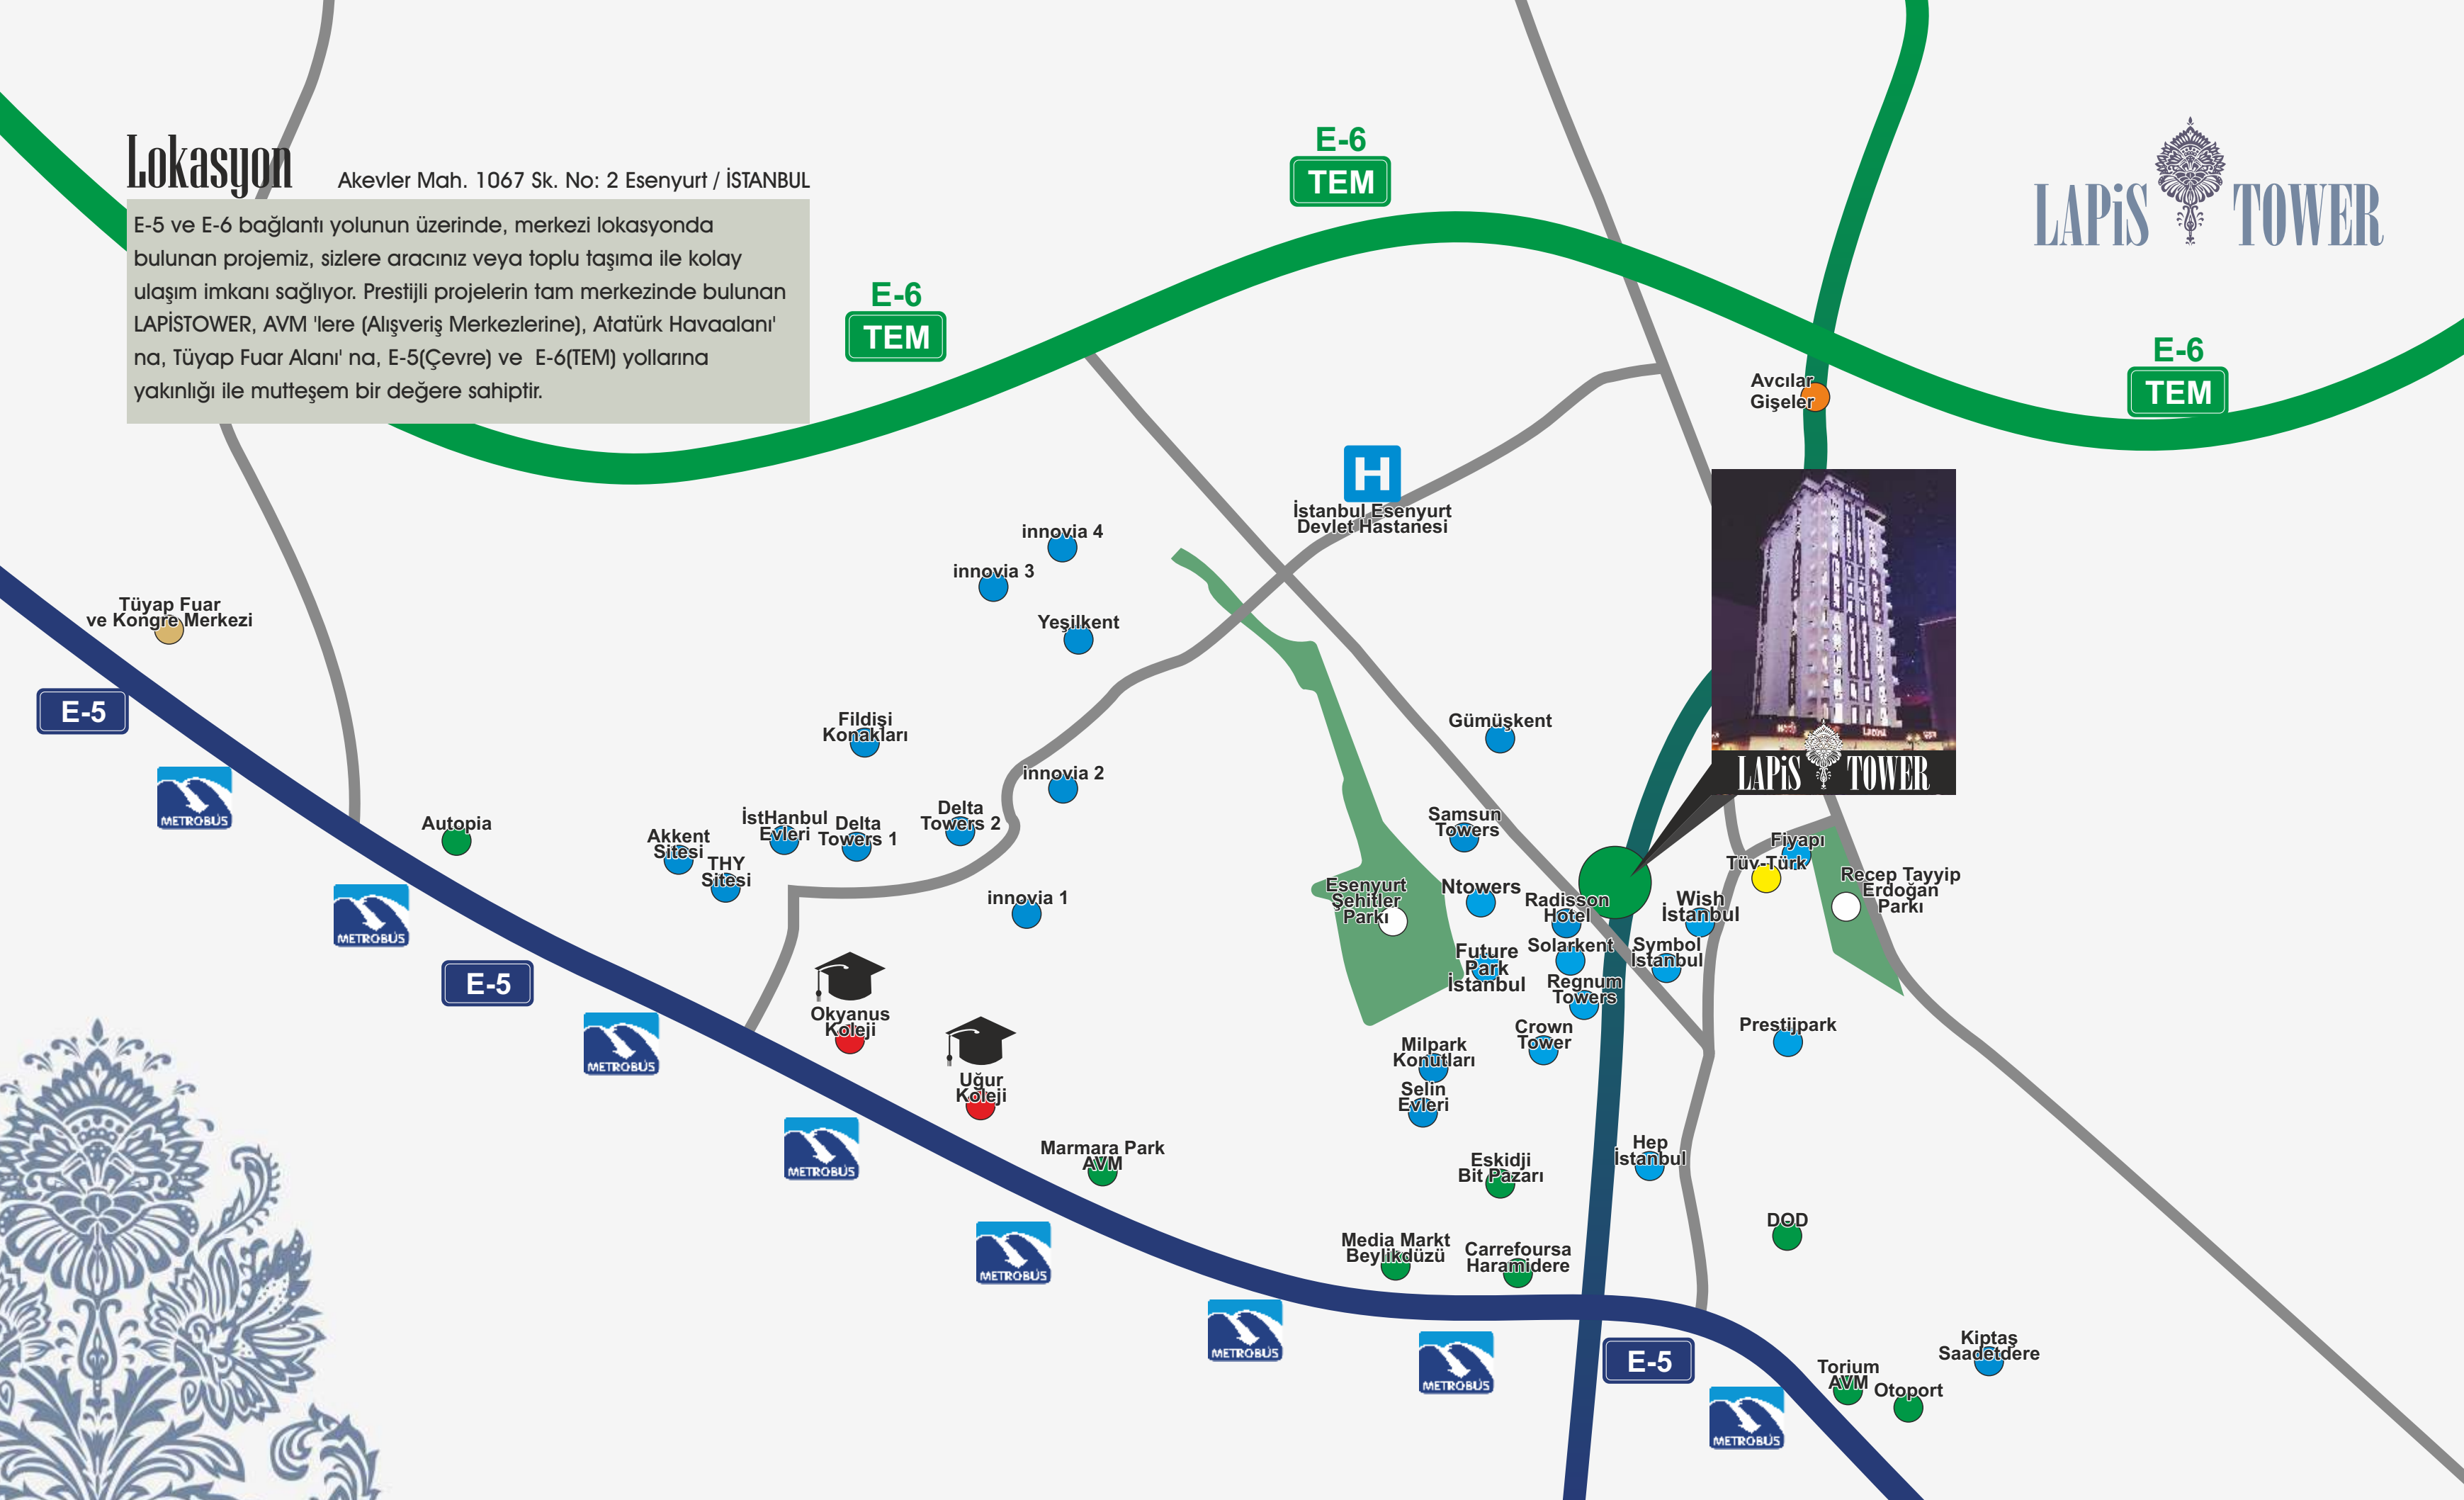 Lokasyon
Akevler Mah. 1067 Sk. No: 2 Esenyurt / İSTANBUL
E-5 ve E-6 bağlantı yolunun üzerinde, merkezi lokasyonda
bulunan projemiz, sizlere aracınız veya toplu taşıma ile kolay
ulaşım imkanı sağlıyor. Prestijli projelerin tam merkezinde bulunan
LAPİSTOWER, AVM 'lere (Alışveriş Merkezlerine), Atatürk Havaalanı'
na, Tüyap Fuar Alanı' na, E-5(Çevre) ve E-6(TEM) yollarına
yakınlığı ile mutteşem bir değere sahiptir.
E-6
TEM
E-6
TEM
E-6
TEM
LAPiS TOWER
Avcılar
Gişeler
H
İstanbul Esenyurt
Devlet Hastanesi
innovia 4
innovia 3
Yeşilkent
Tüyap Fuar
ve Kongre Merkezi
E-5
METROBÜS
Fildişi
Konakları
Gümüşkent
innovia 2
LAPiS TOWER
Autopia
Akkent
Sitesi
THY
Sitesi
İstHanbul
Evleri
Delta
Towers 1
Delta
Towers 2
Samsun
Towers
Fiyapı
Tüv-Türk
innovia 1
Esenyurt
Şehitler
Parkı
Ntowers
Radisson
Hotel
Wish
İstanbul
Recep Tayyip
Erdoğan
Parkı
METROBÜS
E-5
Future
Park
İstanbul
Solarkent
Symbol
İstanbul
Regnum
Towers
Okyanus
Koleji
METROBÜS
Crown
Tower
Prestijpark
Milpark
Konutları
Uğur
Koleji
Selin
Evleri
METROBÜS
Marmara Park
AVM
Eskidji
Bit Pazarı
Hep
İstanbul
METROBÜS
Media Markt
Beylikdüzü
Carrefoursa
Haramidere
DOD
METROBÜS
METROBÜS
E-5
METROBÜS
Torium
AVM
Otoport
Kiptaş
Saadetdere